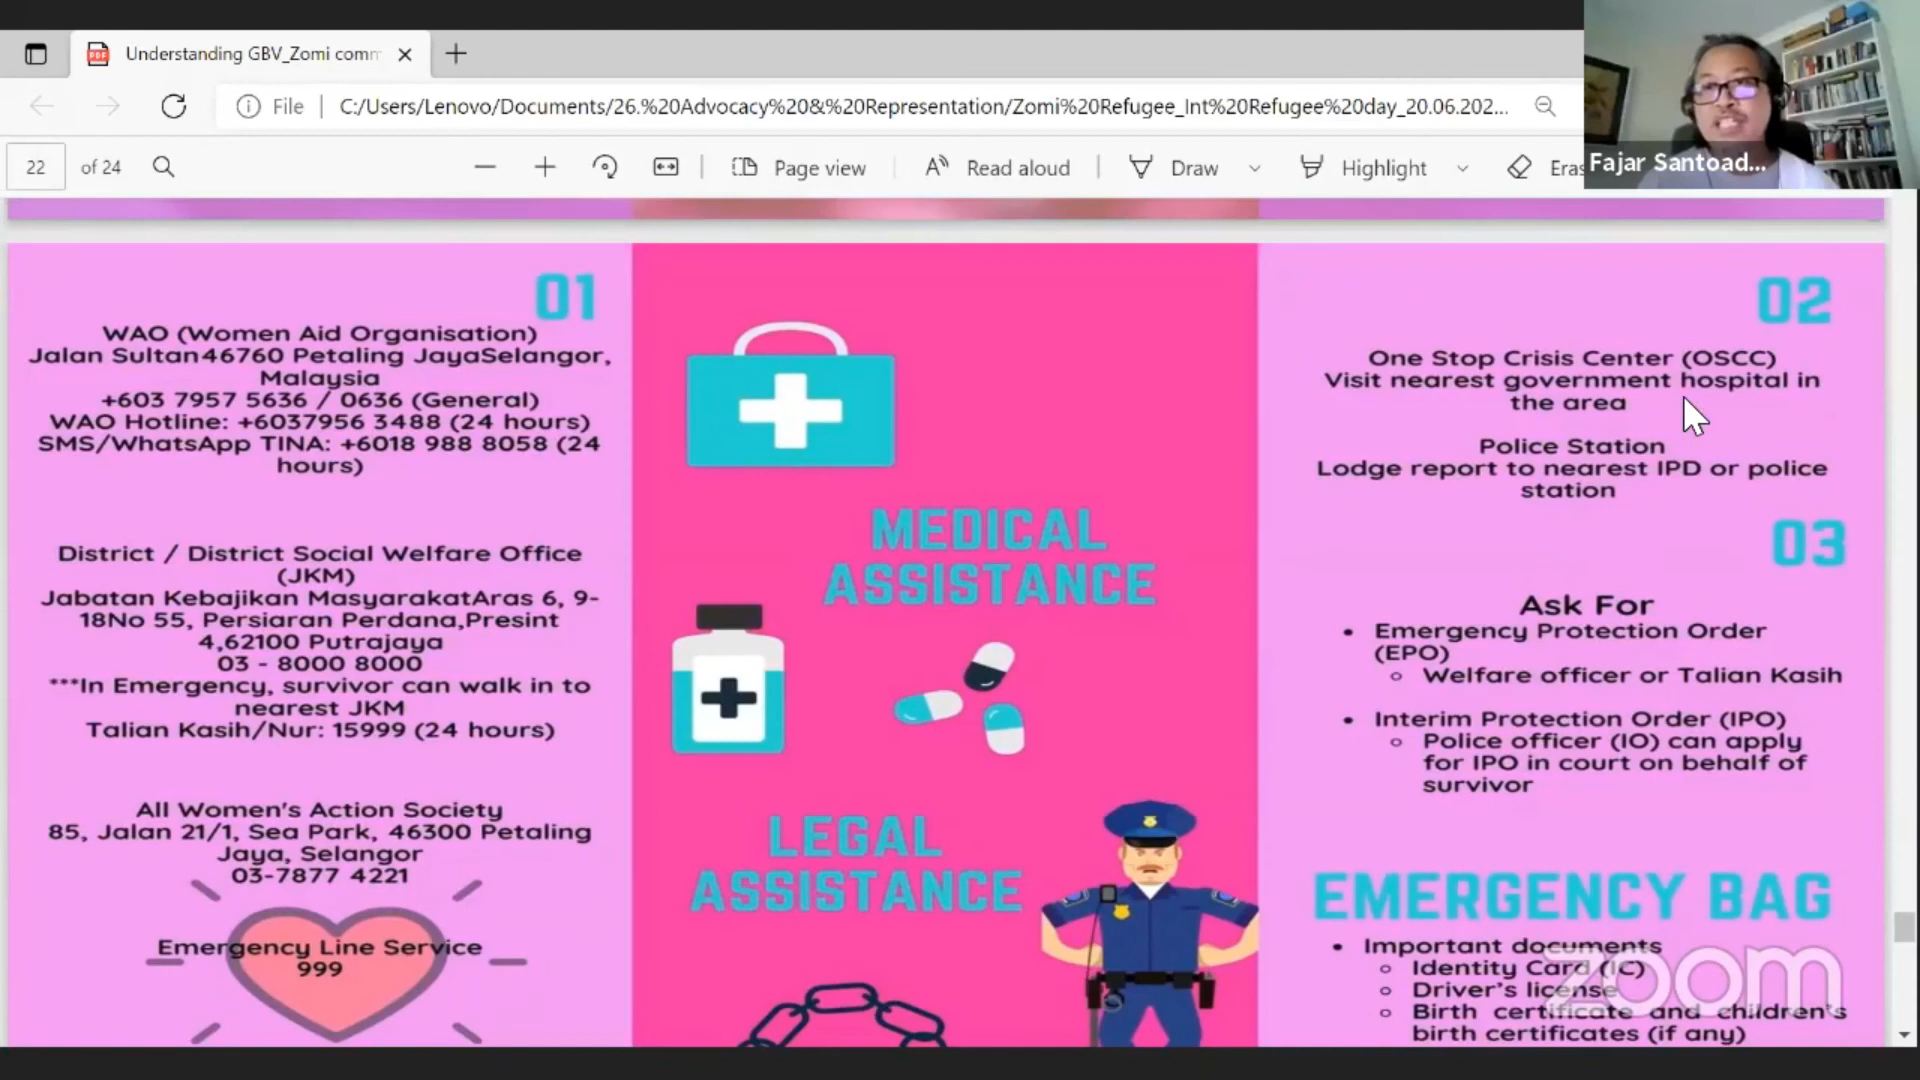 Understanding GBV_Zomi comm
File
C:/Users/Lenovo/Documents/26.%20Advocacy%20&%20Representation/Zomi%20Refugee_Int%20Refugee%20day_20.06.202...
22 of 24
Page view
Read aloud
Draw
Highlight
Eras
Fajar Santoad...
01
WAO (Women Aid Organisation)
Jalan Sultan46760 Petaling JayaSelangor,
Malaysia
+603 7957 5636 / 0636 (General)
WAO Hotline: +6037956 3488 (24 hours)
SMS/WhatsApp TINA: +6018 988 8058 (24
hours)
District / District Social Welfare Office
(JKM)
Jabatan Kebajikan MasyarakatAras 6, 9-
18No 55, Persiaran Perdana,Presint
4,62100 Putrajaya
03 - 8000 8000
***In Emergency, survivor can walk in to
nearest JKM
Talian Kasih/Nur: 15999 (24 hours)
All Women's Action Society
85, Jalan 21/1, Sea Park, 46300 Petaling
Jaya, Selangor
03-7877 4221
Emergency Line Service
999
MEDICAL
ASSISTANCE
LEGAL
ASSISTANCE
02
One Stop Crisis Center (OSCC)
Visit nearest government hospital in
the area
Police Station
Lodge report to nearest IPD or police
station
03
Ask For
• Emergency Protection Order
(EPO)
○ Welfare officer or Talian Kasih
• Interim Protection Order (IPO)
○ Police officer (IO) can apply
for IPO in court on behalf of
survivor
EMERGENCY BAG
• Important documents
○ Identity Card (IC)
○ Driver's license
○ Birth certificate and children's
birth certificates (if any)
zoom